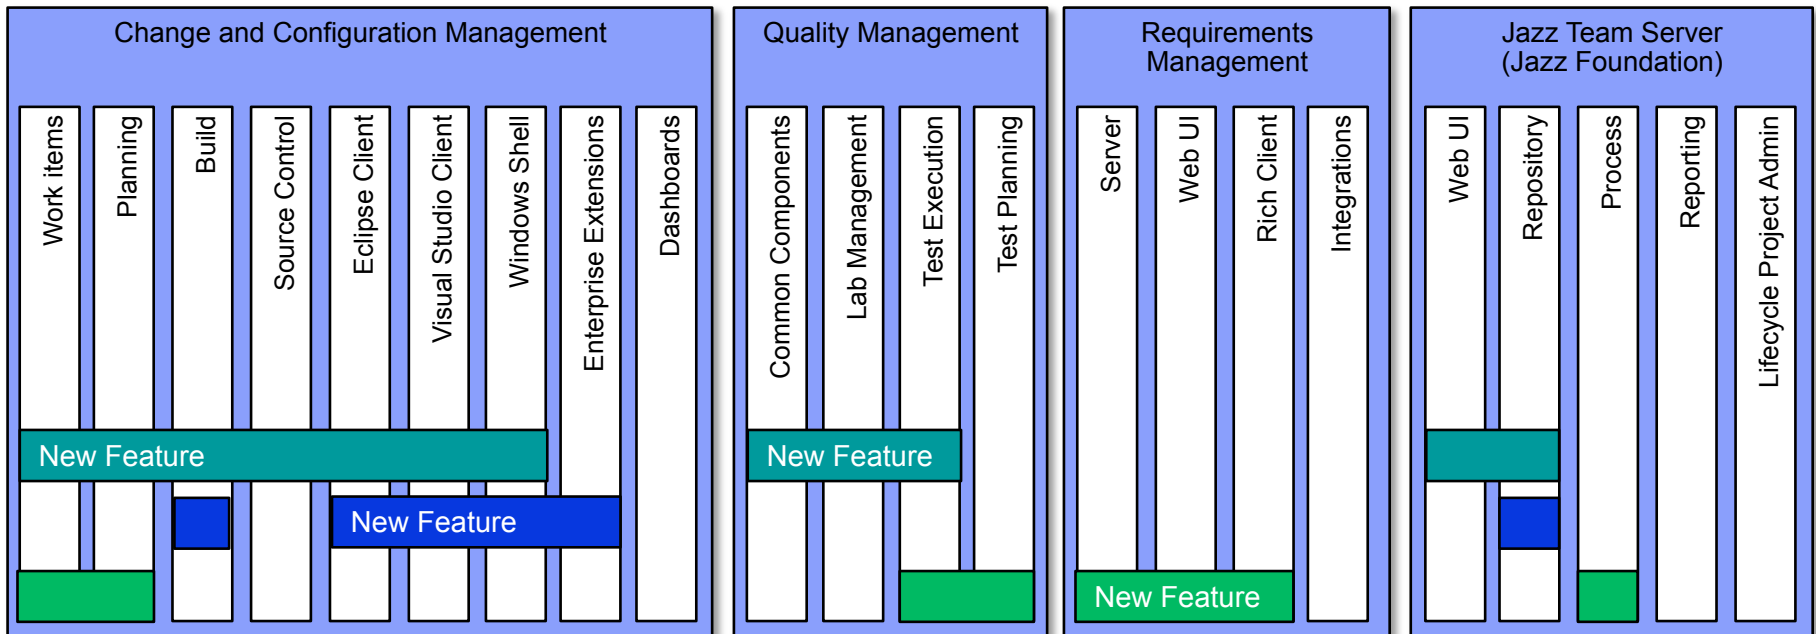 Change and Configuration Management
Work items
Planning
Build
Source Control
Eclipse Client
Visual Studio Client
Windows Shell
Enterprise Extensions
Dashboards
New Feature
New Feature
Quality Management
Common Components
Lab Management
Test Execution
Test Planning
New Feature
Requirements
Management
Server
Web UI
Rich Client
Integrations
New Feature
Jazz Team Server
(Jazz Foundation)
Web UI
Repository
Process
Reporting
Lifecycle Project Admin